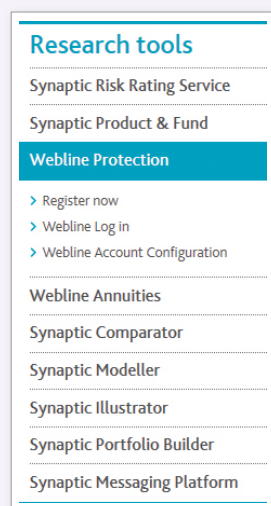 Research tools
Synaptic Risk Rating Service
Synaptic Product & Fund
Webline Protection
Register now
Webline Log in
Webline Account Configuration
Webline Annuities
Synaptic Comparator
Synaptic Modeller
Synaptic Illustrator
Synaptic Portfolio Builder
Synaptic Messaging Platform